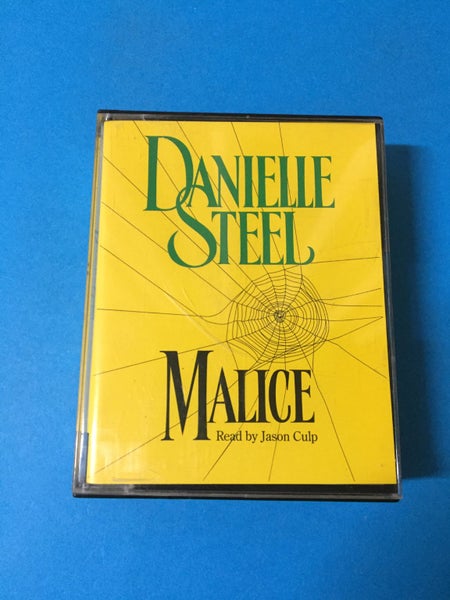 DANIELLE
STEEL
MALICE
Read by Jason Culp